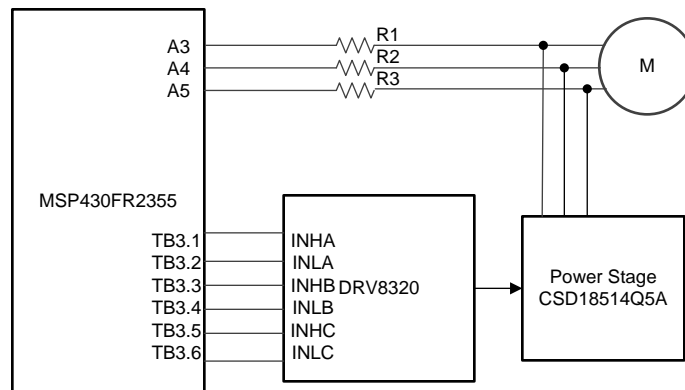 A3
R1
A4
R2
A5
R3
M
MSP430FR2355
TB3.1
INHA
TB3.2
INLA
TB3.3
INHB
DRV8320
TB3.4
INLB
TB3.5
INHC
TB3.6
INLC
Power Stage
CSD18514Q5A